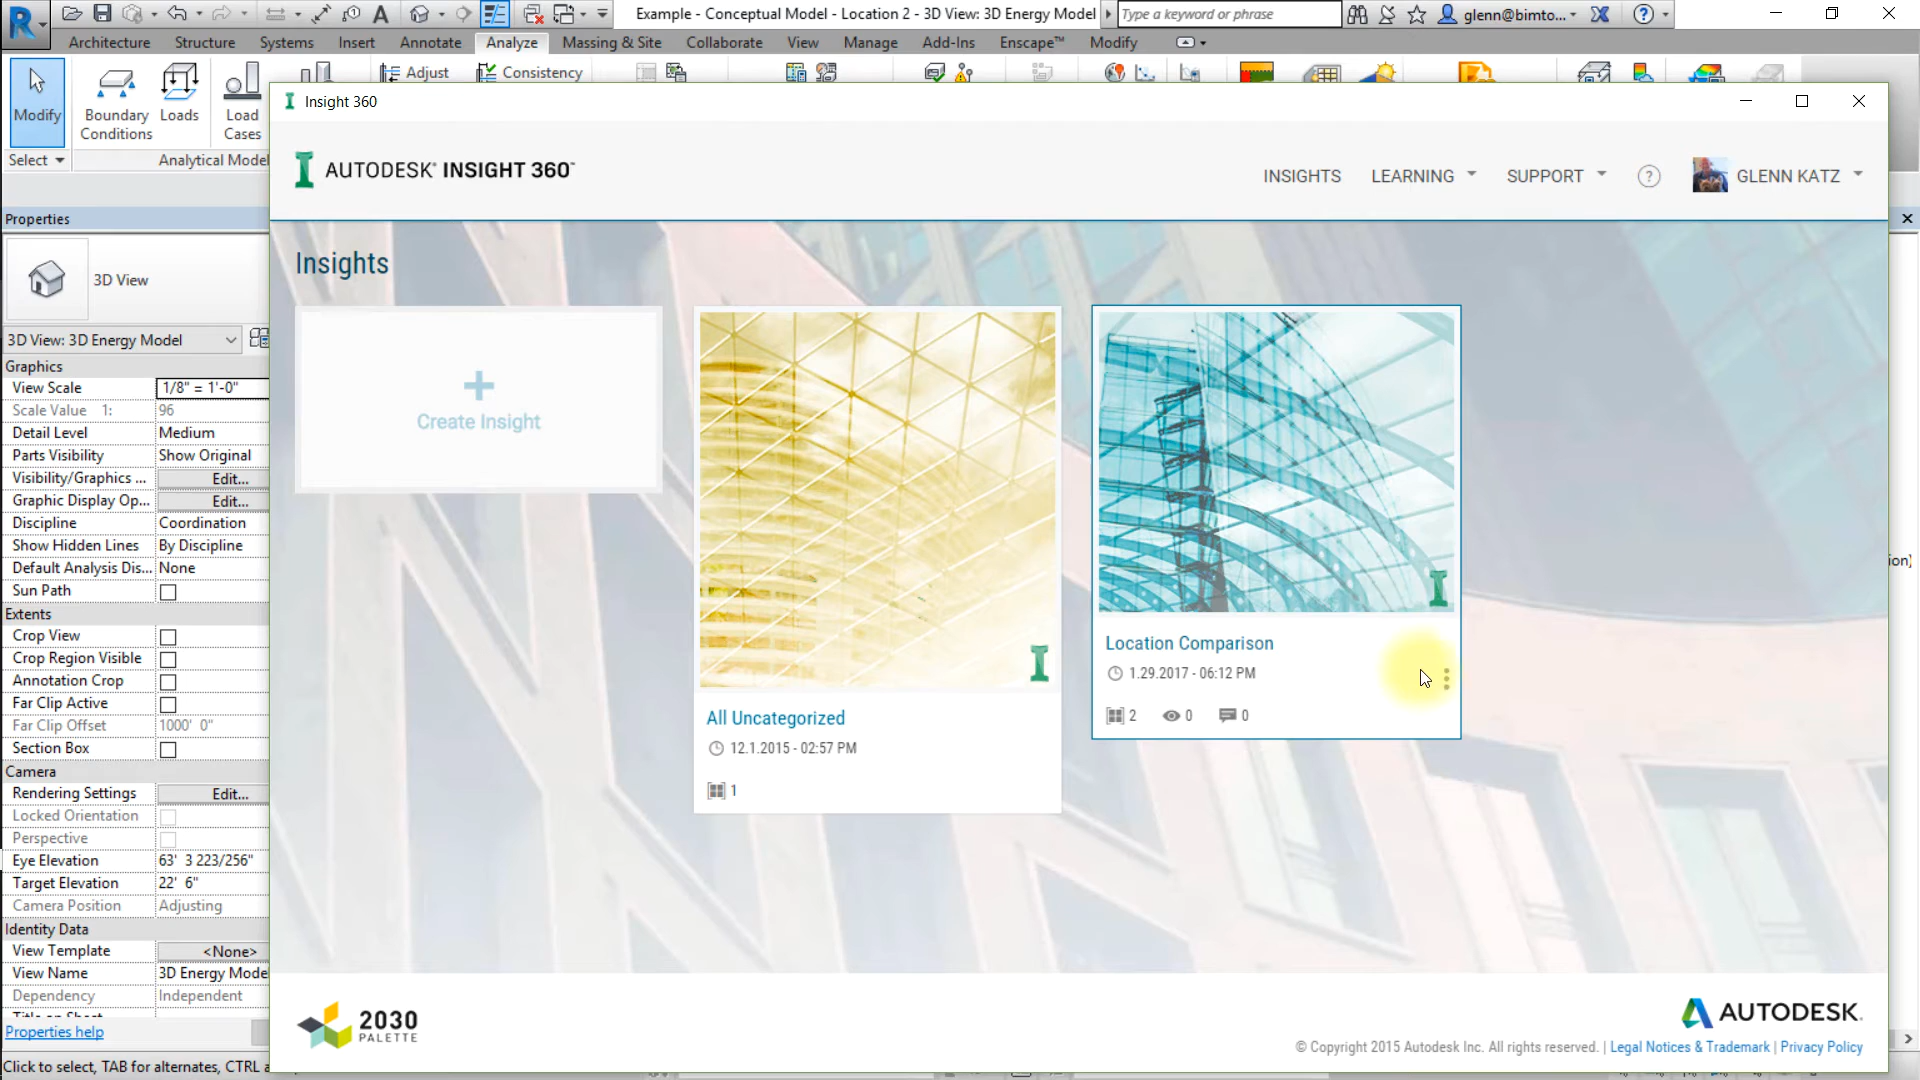 Example - Conceptual Model - Location 2 - 3D View: 3D Energy Model
Type a keyword or phrase
glenn@bimto...
Architecture
Structure
Systems
Insert
Annotate
Analyze
Massing & Site
Collaborate
View
Manage
Add-Ins
Enscape™
Modify
Modify
Boundary
Conditions
Loads
Load
Cases
Adjust
Consistency
Select
Analytical Model
Insight 360
AUTODESK® INSIGHT 360™
INSIGHTS
LEARNING
SUPPORT
GLENN KATZ
Properties
3D View
3D View: 3D Energy Model
Graphics
View Scale 1/8" = 1'-0"
Scale Value 1: 96
Detail Level Medium
Parts Visibility Show Original
Visibility/Graphics ... Edit...
Graphic Display Op... Edit...
Discipline Coordination
Show Hidden Lines By Discipline
Default Analysis Dis... None
Sun Path
Extents
Crop View
Crop Region Visible
Annotation Crop
Far Clip Active
Far Clip Offset 1000' 0"
Section Box
Camera
Rendering Settings Edit...
Locked Orientation
Perspective
Eye Elevation 63' 3 223/256"
Target Elevation 22' 6"
Camera Position Adjusting
Identity Data
View Template <None>
View Name 3D Energy Mode
Dependency Independent
Properties help
Click to select, TAB for alternates, CTRL a
Insights
Create Insight
All Uncategorized
12.1.2015 - 02:57 PM
1
Location Comparison
1.29.2017 - 06:12 PM
2 0 0
ion)
2030
PALETTE
AUTODESK.
© Copyright 2015 Autodesk Inc. All rights reserved. | Legal Notices & Trademark | Privacy Policy